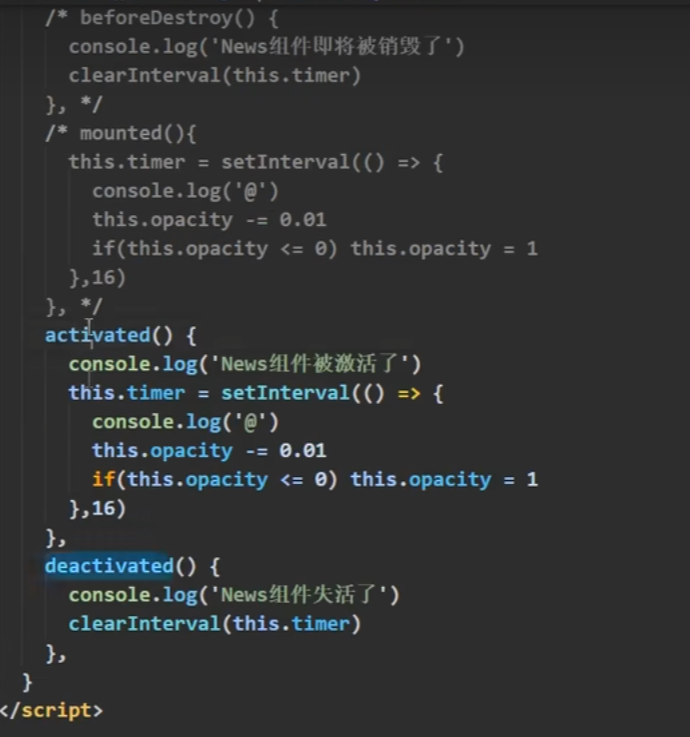 /* beforeDestroy() {
console.log('News组件即将被销毁了')
clearInterval(this.timer)
}, */
/* mounted(){
this.timer = setInterval(() => {
console.log('@')
this.opacity -= 0.01
if(this.opacity <= 0) this.opacity = 1
},16)
}, */
activated() {
console.log('News组件被激活了')
this.timer = setInterval(() => {
console.log('@')
this.opacity -= 0.01
if(this.opacity <= 0) this.opacity = 1
},16)
},
deactivated() {
console.log('News组件失活了')
clearInterval(this.timer)
},
}
</script>